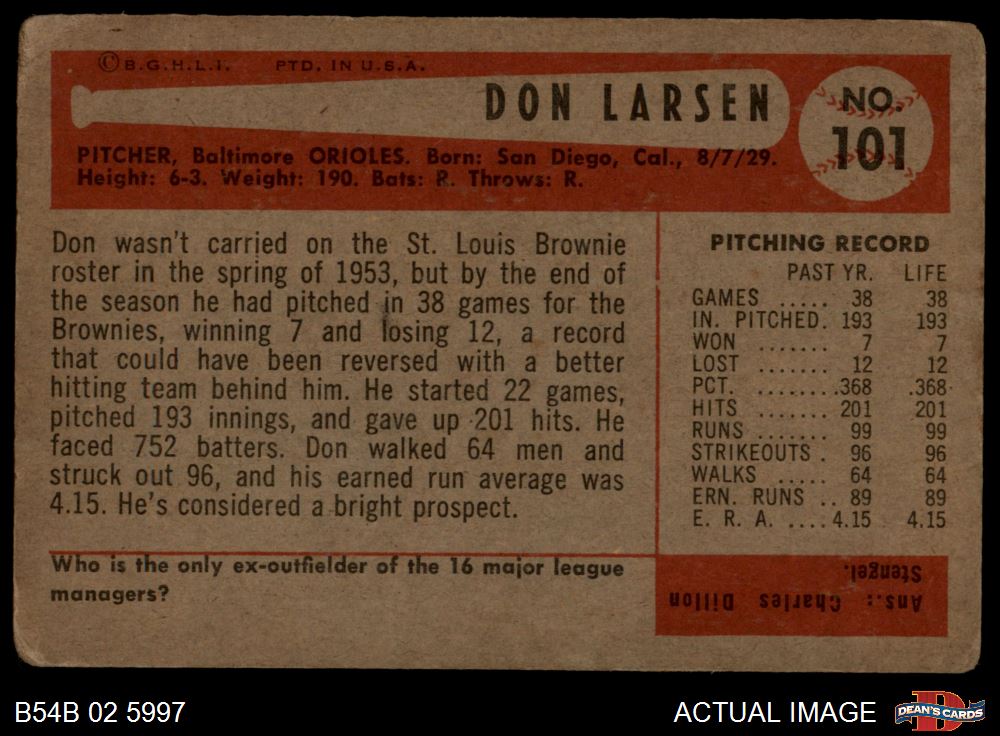 ©B.G.H.L.I. PTD. IN U.S.A.
DON LARSEN
NO.
101
PITCHER, Baltimore ORIOLES. Born: San Diego, Cal., 8/7/29.
Height: 6-3. Weight: 190. Bats: R. Throws: R.
Don wasn't carried on the St. Louis Brownie
roster in the spring of 1953, but by the end of
the season he had pitched in 38 games for the
Brownies, winning 7 and losing 12, a record
that could have been reversed with a better
hitting team behind him. He started 22 games,
pitched 193 innings, and gave up 201 hits. He
faced 752 batters. Don walked 64 men and
struck out 96, and his earned run average was
4.15. He's considered a bright prospect.
PITCHING RECORD
PAST YR. LIFE
GAMES ..... 38 38
IN. PITCHED. 193 193
WON ....... 7 7
LOST ....... 12 12
PCT. .........368 .368
HITS ....... 201 201
RUNS ....... 99 99
STRIKEOUTS . 96 96
WALKS ..... 64 64
ERN. RUNS .. 89 89
E. R. A. .... 4.15 4.15
Who is the only ex-outfielder of the 16 major league
managers?
Ans.: Charles Dillon
Stengel.
B54B 02 5997
ACTUAL IMAGE
D
DEAN'S CARDS